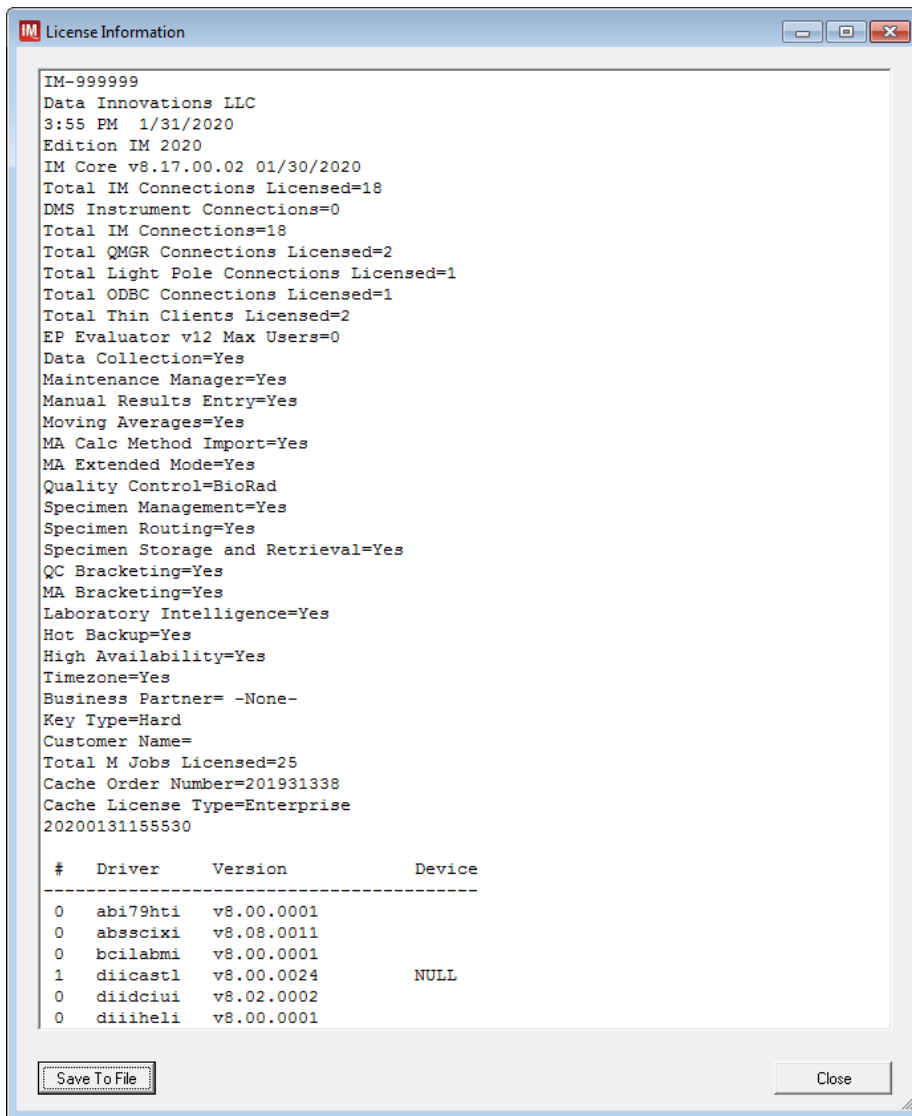 IM License Information
IM-999999
Data Innovations LLC
3:55 PM  1/31/2020
Edition IM 2020
IM Core v8.17.00.02 01/30/2020
Total IM Connections Licensed=18
DMS Instrument Connections=0
Total IM Connections=18
Total QMGR Connections Licensed=2
Total Light Pole Connections Licensed=1
Total ODBC Connections Licensed=1
Total Thin Clients Licensed=2
EP Evaluator v12 Max Users=0
Data Collection=Yes
Maintenance Manager=Yes
Manual Results Entry=Yes
Moving Averages=Yes
MA Calc Method Import=Yes
MA Extended Mode=Yes
Quality Control=BioRad
Specimen Management=Yes
Specimen Routing=Yes
Specimen Storage and Retrieval=Yes
QC Bracketing=Yes
MA Bracketing=Yes
Laboratory Intelligence=Yes
Hot Backup=Yes
High Availability=Yes
Timezone=Yes
Business Partner= -None-
Key Type=Hard
Customer Name=
Total M Jobs Licensed=25
Cache Order Number=201931338
Cache License Type=Enterprise
20200131155530
#   Driver   Version   Device
-----------------------------------------
0   abi79hti   v8.00.0001
0   absscixi   v8.08.0011
0   bcilabmi   v8.00.0001
1   diicastl   v8.00.0024   NULL
0   diidciui   v8.02.0002
0   diiiheli   v8.00.0001
Save To File   Close